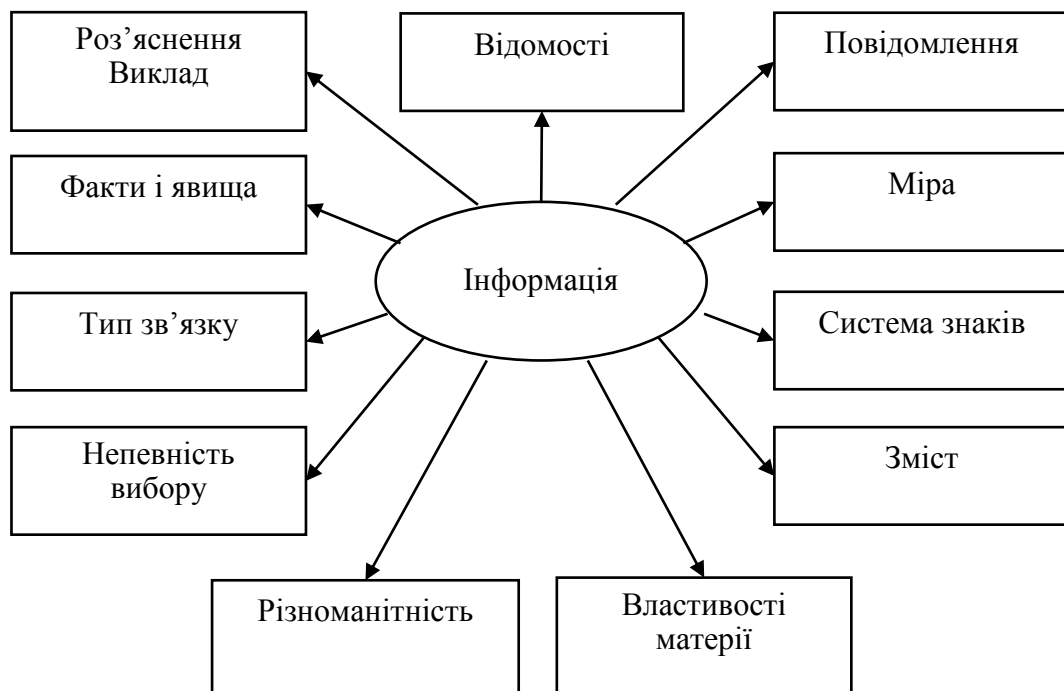 Роз’яснення
Виклад
Відомості
Повідомлення
Факти і явища
Міра
Інформація
Тип зв’язку
Система знаків
Непевність
вибору
Зміст
Різноманітність
Властивості
матерії